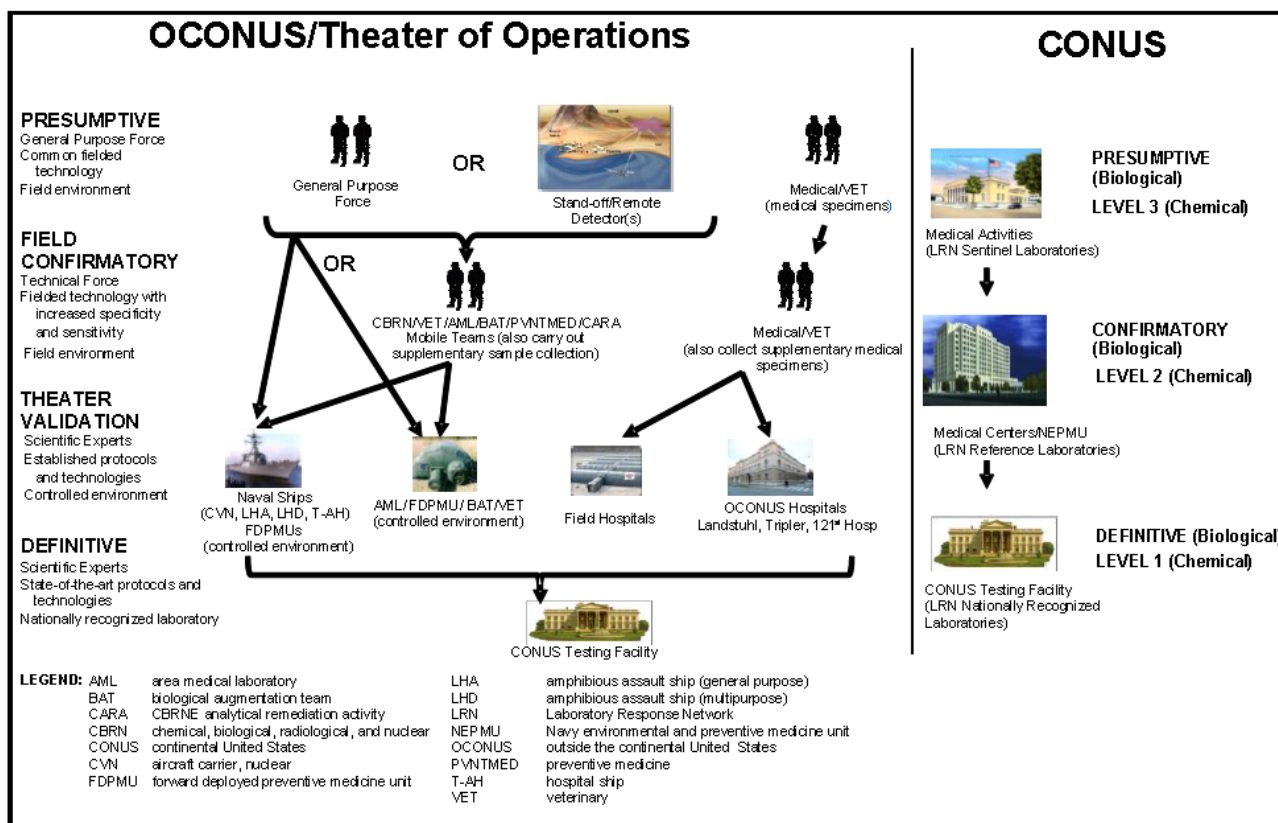 OCONUS/Theater of Operations
CONUS
PRESUMPTIVE
General Purpose Force
Common fielded
technology
Field environment
General Purpose
Force
OR
Stand-off/Remote
Detector(s)
Medical/VET
(medical specimens)
FIELD
CONFIRMATORY
Technical Force
Fielded technology with
increased specificity
and sensitivity
Field environment
OR
CBRN/VET/AML/BAT/PVNTMED/CARA
Mobile Teams (also carry out
supplementary sample collection)
Medical/VET
(also collect supplementary medical
specimens)
THEATER
VALIDATION
Scientific Experts
Established protocols
and technologies
Controlled environment
Naval Ships
(CVN, LHA, LHD, T-AH)
FDPMUs
(controlled environment)
AML/FDPMU/ BAT/VET
(controlled environment)
Field Hospitals
OCONUS Hospitals
Landstuhl, Tripler, 121st Hosp
DEFINITIVE
Scientific Experts
State-of-the-art protocols and
technologies
Nationally recognized laboratory
CONUS Testing Facility
PRESUMPTIVE
(Biological)
LEVEL 3 (Chemical)
Medical Activities
(LRN Sentinel Laboratories)
CONFIRMATORY
(Biological)
LEVEL 2 (Chemical)
Medical Centers/NEPMU
(LRN Reference Laboratories)
DEFINITIVE (Biological)
LEVEL 1 (Chemical)
CONUS Testing Facility
(LRN Nationally Recognized
Laboratories)
LEGEND: AML area medical laboratory
BAT biological augmentation team
CARA CBRNE analytical remediation activity
CBRN chemical, biological, radiological, and nuclear
CONUS continental United States
CVN aircraft carrier, nuclear
FDPMU forward deployed preventive medicine unit
LHA amphibious assault ship (general purpose)
LHD amphibious assault ship (multipurpose)
LRN Laboratory Response Network
NEPMU Navy environmental and preventive medicine unit
OCONUS outside the continental United States
PVNTMED preventive medicine
T-AH hospital ship
VET veterinary